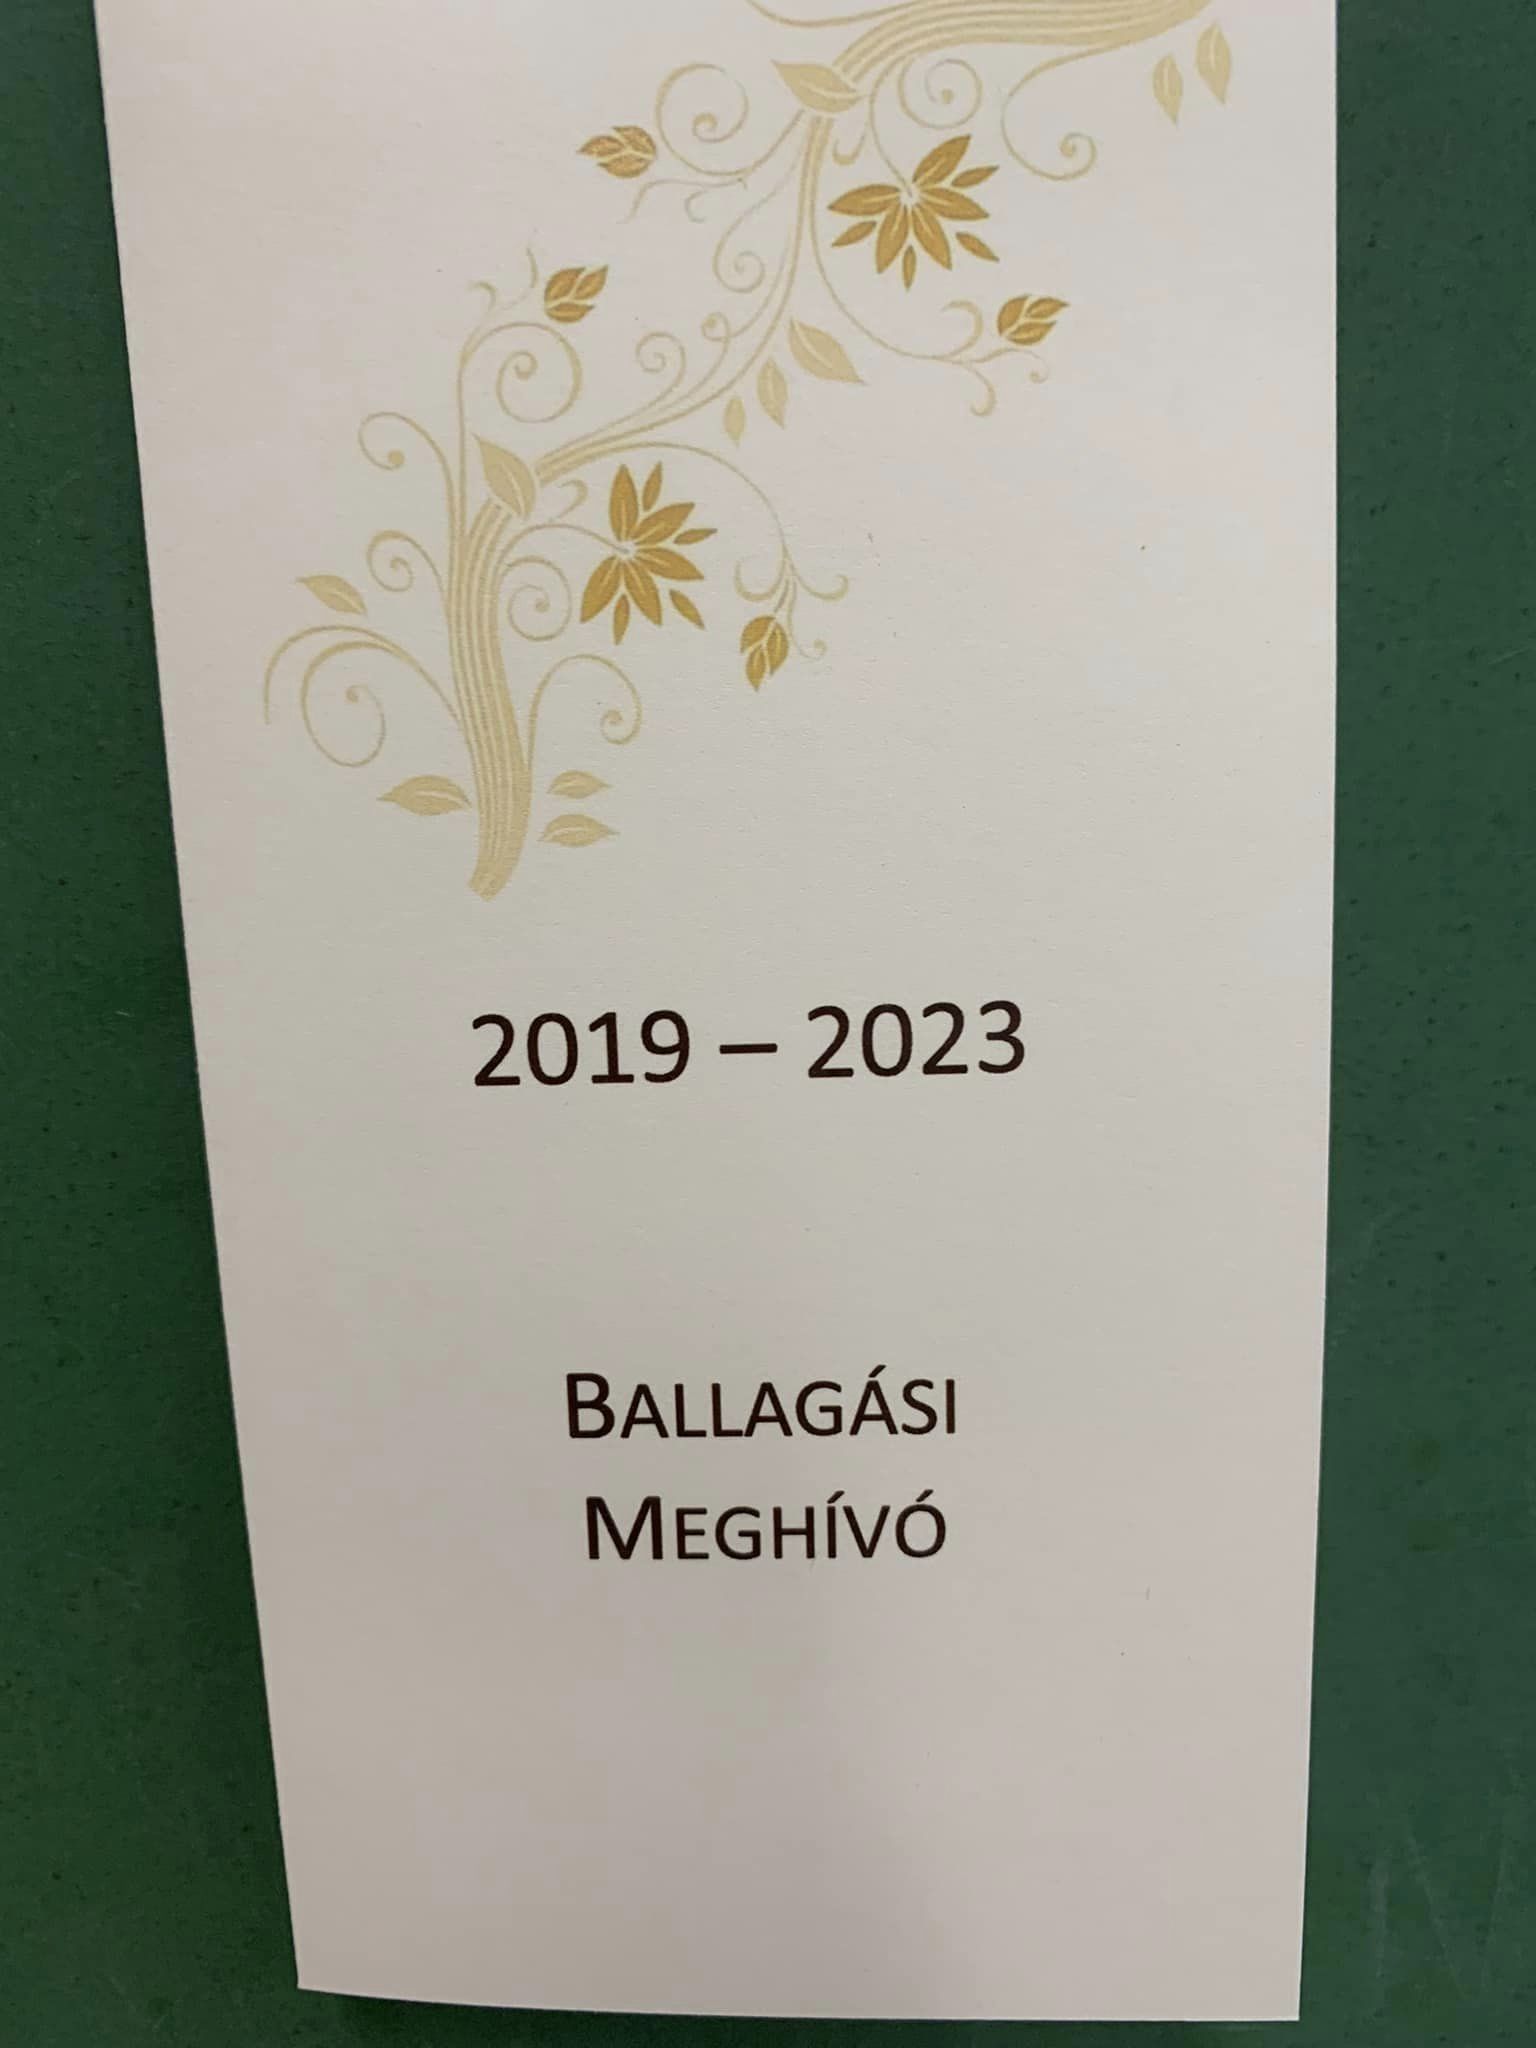 2019 – 2023
BALLAGÁSI
MEGHÍVÓ